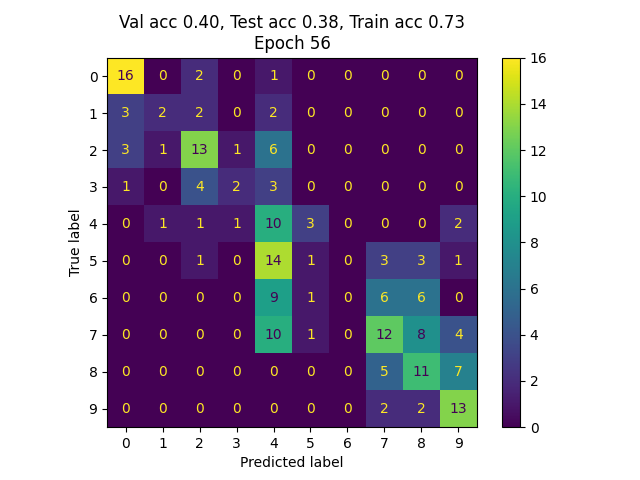 Val acc 0.40, Test acc 0.38, Train acc 0.73
Epoch 56
0 16 0 2 0 1 0 0 0 0 0
1 3 2 2 0 2 0 0 0 0 0
2 3 1 13 1 6 0 0 0 0 0
3 1 0 4 2 3 0 0 0 0 0
4 0 1 1 1 10 3 0 0 0 2
5 0 0 1 0 14 1 0 3 3 1
6 0 0 0 0 9 1 0 6 6 0
7 0 0 0 0 10 1 0 12 8 4
8 0 0 0 0 0 0 0 5 11 7
9 0 0 0 0 0 0 0 2 2 13
0 1 2 3 4 5 6 7 8 9
Predicted label
True label
16
14
12
10
8
6
4
2
0